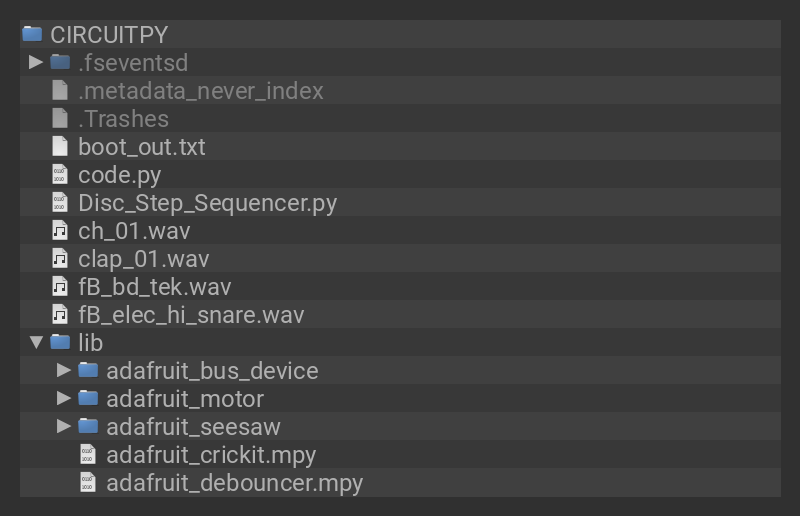 CIRCUITPY
.fseventsd
.metadata_never_index
.Trashes
boot_out.txt
code.py
Disc_Step_Sequencer.py
ch_01.wav
clap_01.wav
fB_bd_tek.wav
fB_elec_hi_snare.wav
lib
adafruit_bus_device
adafruit_motor
adafruit_seesaw
adafruit_crickit.mpy
adafruit_debouncer.mpy